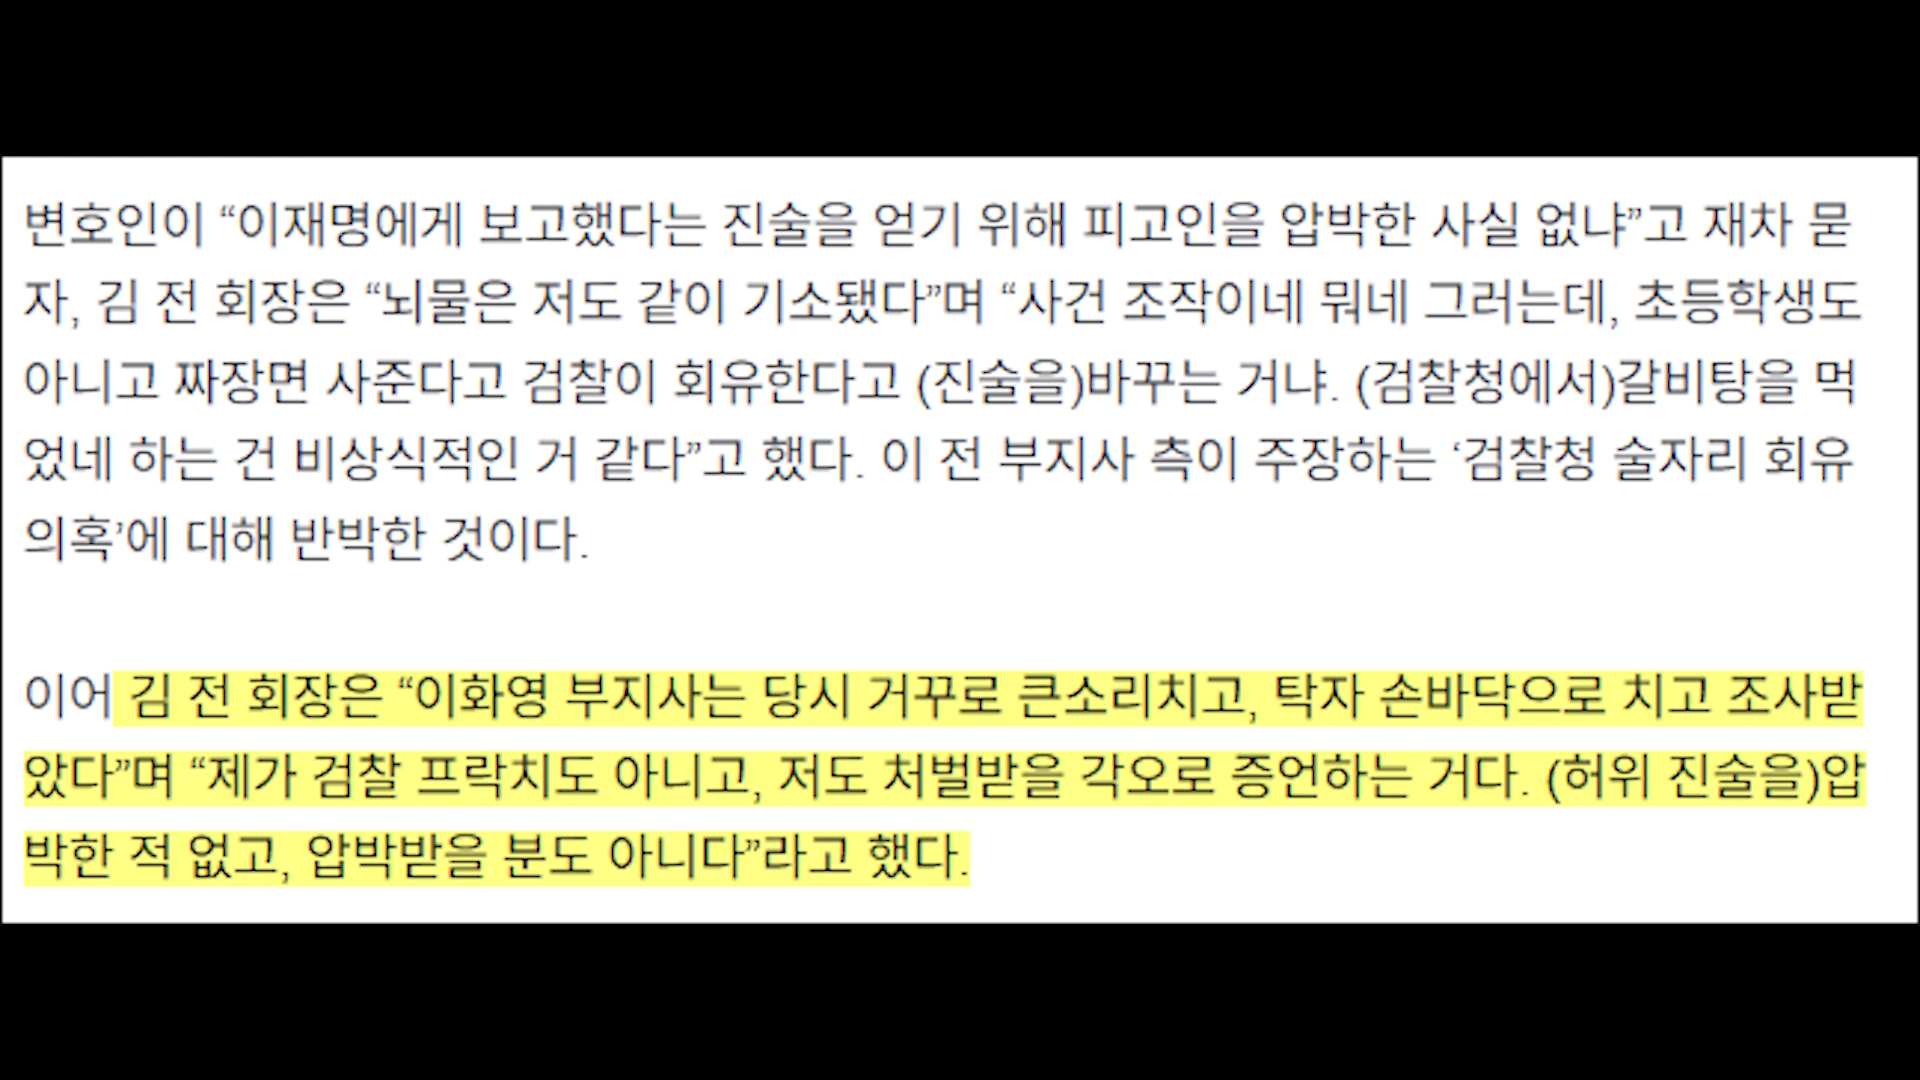 변호인이 “이재명에게 보고했다는 진술을 얻기 위해 피고인을 압박한 사실 없냐”고 재차 묻
자, 김 전 회장은 “뇌물은 저도 같이 기소됐다”며 “사건 조작이네 뭐네 그러는데, 초등학생도
아니고 짜장면 사준다고 검찰이 회유한다고 (진술을)바꾸는 거냐. (검찰청에서)갈비탕을 먹
었네 하는 건 비상식적인 거 같다”고 했다. 이 전 부지사 측이 주장하는 ‘검찰청 술자리 회유
의혹’에 대해 반박한 것이다.
이어 김 전 회장은 “이화영 부지사는 당시 거꾸로 큰소리치고, 탁자 손바닥으로 치고 조사받
았다”며 “제가 검찰 프락치도 아니고, 저도 처벌받을 각오로 증언하는 거다. (허위 진술을)압
박한 적 없고, 압박받을 분도 아니다”라고 했다.